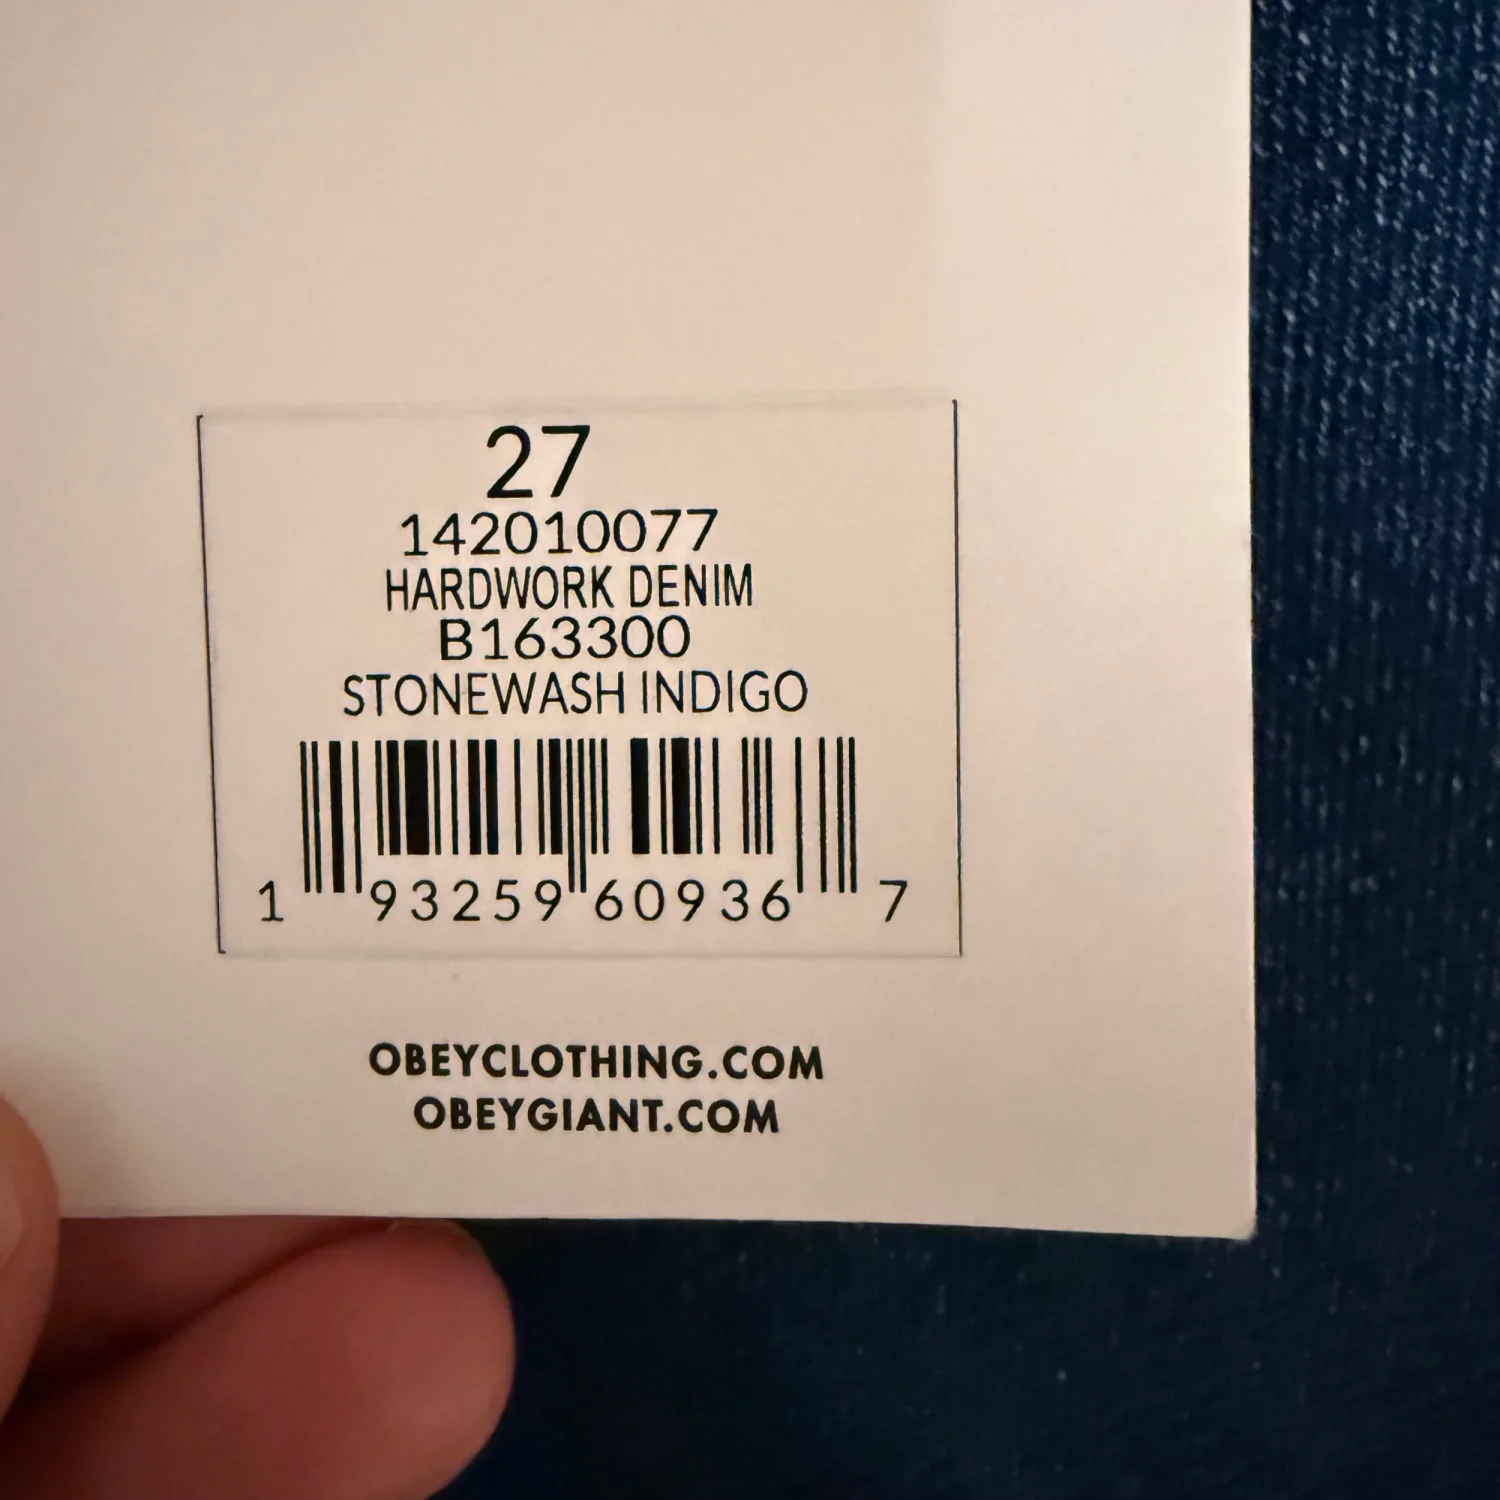 27
142010077
HARDWORK DENIM
B163300
STONEWASH INDIGO
1 93259 60936 7
OBEYCLOTHING.COM
OBEYGIANT.COM